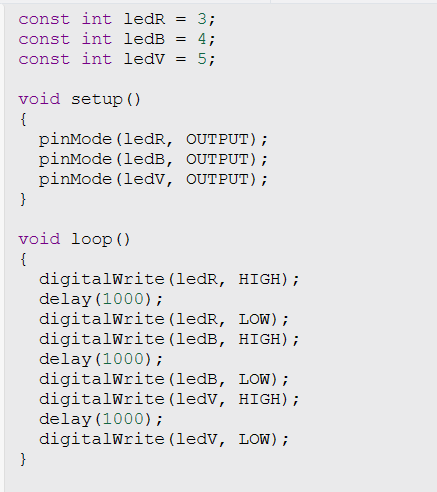 const int ledR = 3;
const int ledB = 4;
const int ledV = 5;

void setup()
{
  pinMode(ledR, OUTPUT);
  pinMode(ledB, OUTPUT);
  pinMode(ledV, OUTPUT);
}

void loop()
{
  digitalWrite(ledR, HIGH);
  delay(1000);
  digitalWrite(ledR, LOW);
  digitalWrite(ledB, HIGH);
  delay(1000);
  digitalWrite(ledB, LOW);
  digitalWrite(ledV, HIGH);
  delay(1000);
  digitalWrite(ledV, LOW);
}